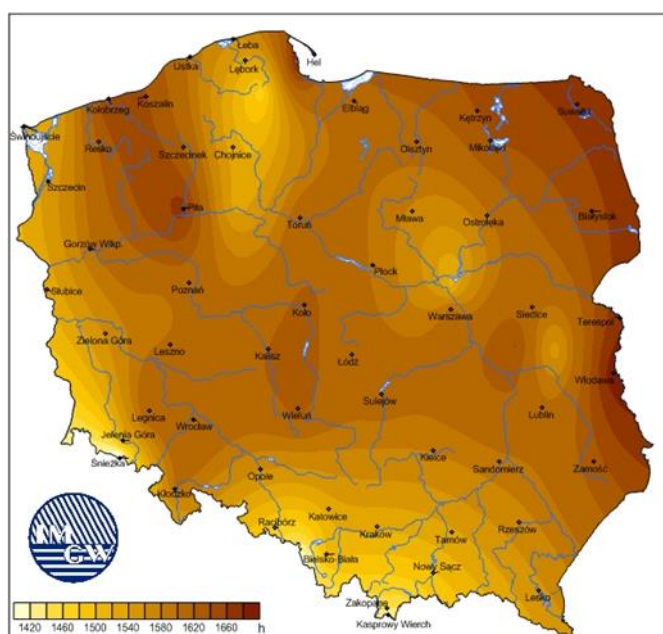 Łeba
Hel
Ustka
Lębork
Kołobrzeg
Koszalin
Elbląg
Kętrzyn
Suwałki
Świnoujście
Resko
Szczecinek
Chojnice
Olsztyn
Mikołajki
Szczecin
Piła
Toruń
Mława
Ostrołęka
Białystok
Gorzów Wlkp.
Płock
Słubice
Poznań
Koło
Warszawa
Siedlce
Terespol
Zielona Góra
Leszno
Kalisz
Łódź
Włodawa
Sulejów
Legnica
Wieluń
Lublin
Wrocław
Jelenia Góra
Śnieżka
Kielce
Sandomierz
Zamość
Opole
Kłodzko
Katowice
Racibórz
Kraków
Tarnów
Rzeszów
Bielsko-Biała
Nowy Sącz
Lesko
Zakopane
Kasprowy Wierch
IM
GW
1420 1460 1500 1540 1580 1620 1660 h